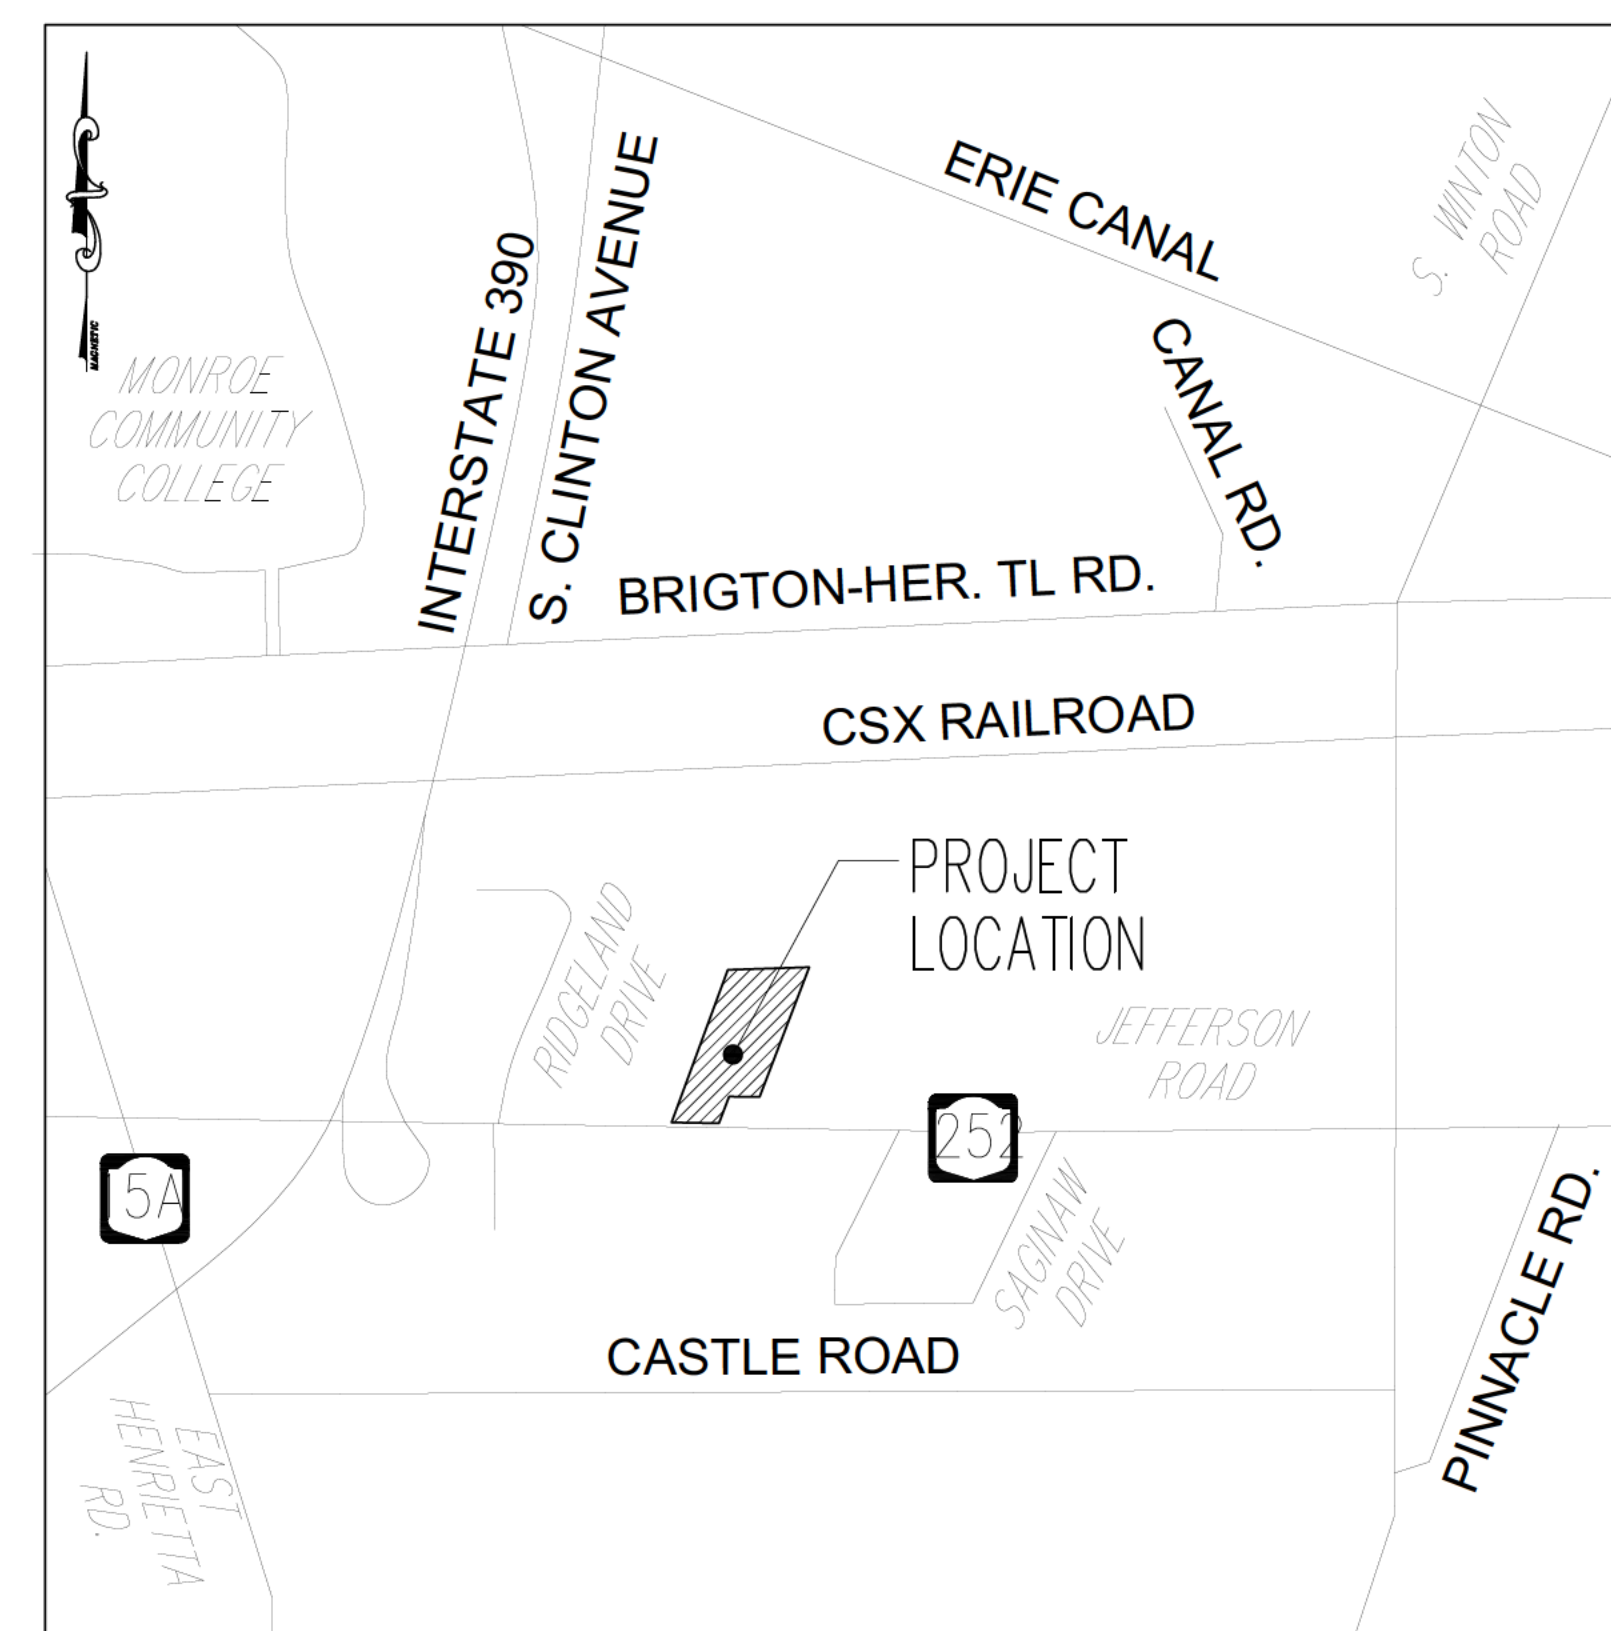 MAGNETIC
MONROE
COMMUNITY
COLLEGE
INTERSTATE 390
S. CLINTON AVENUE
ERIE CANAL
S. WINTON
ROAD
CANAL RD.
BRIGTON-HER. TL RD.
CSX RAILROAD
PROJECT
LOCATION
RIDGELAND
DRIVE
JEFFERSON
ROAD
252
15A
SAGINAW
DRIVE
CASTLE ROAD
PINNACLE RD.
EAST
HENRIETTA
RD.